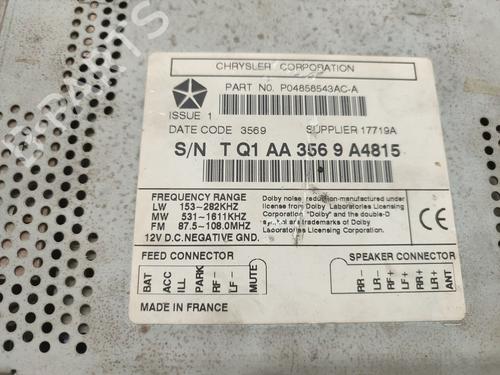 CHRYSLER CORPORATION
PART NO. P04858543AC-A
ISSUE 1
DATE CODE 3569 SUPPLIER 17719A
S/N T Q1 AA 356 9 A4815
FREQUENCY RANGE
LW 153-282KHZ
MW 531-1611KHZ
FM 87.5-108.0MHZ
12V D.C. NEGATIVE GND.
Dolby noise reduction manufactured under
license from Dolby Laboratories Licensing
Corporation "Dolby" and the double-D
symbol are trademarks of Dolby
Laboratories Licensing Corporation.
CE
FEED CONNECTOR
BAT ACC ILL PARK RF- LF- MUTE
SPEAKER CONNECTOR
RR- LR- RF+ LF+ RR+ LR+ ANT
MADE IN FRANCE
B-PARTS